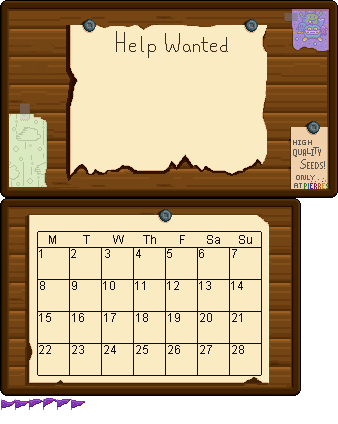 Help Wanted
HIGH
QUALITY
SEEDS!
ONLY...
AT PIERRES
M T W Th F Sa Su
1 2 3 4 5 6 7
8 9 10 11 12 13 14
15 16 17 18 19 20 21
22 23 24 25 26 27 28